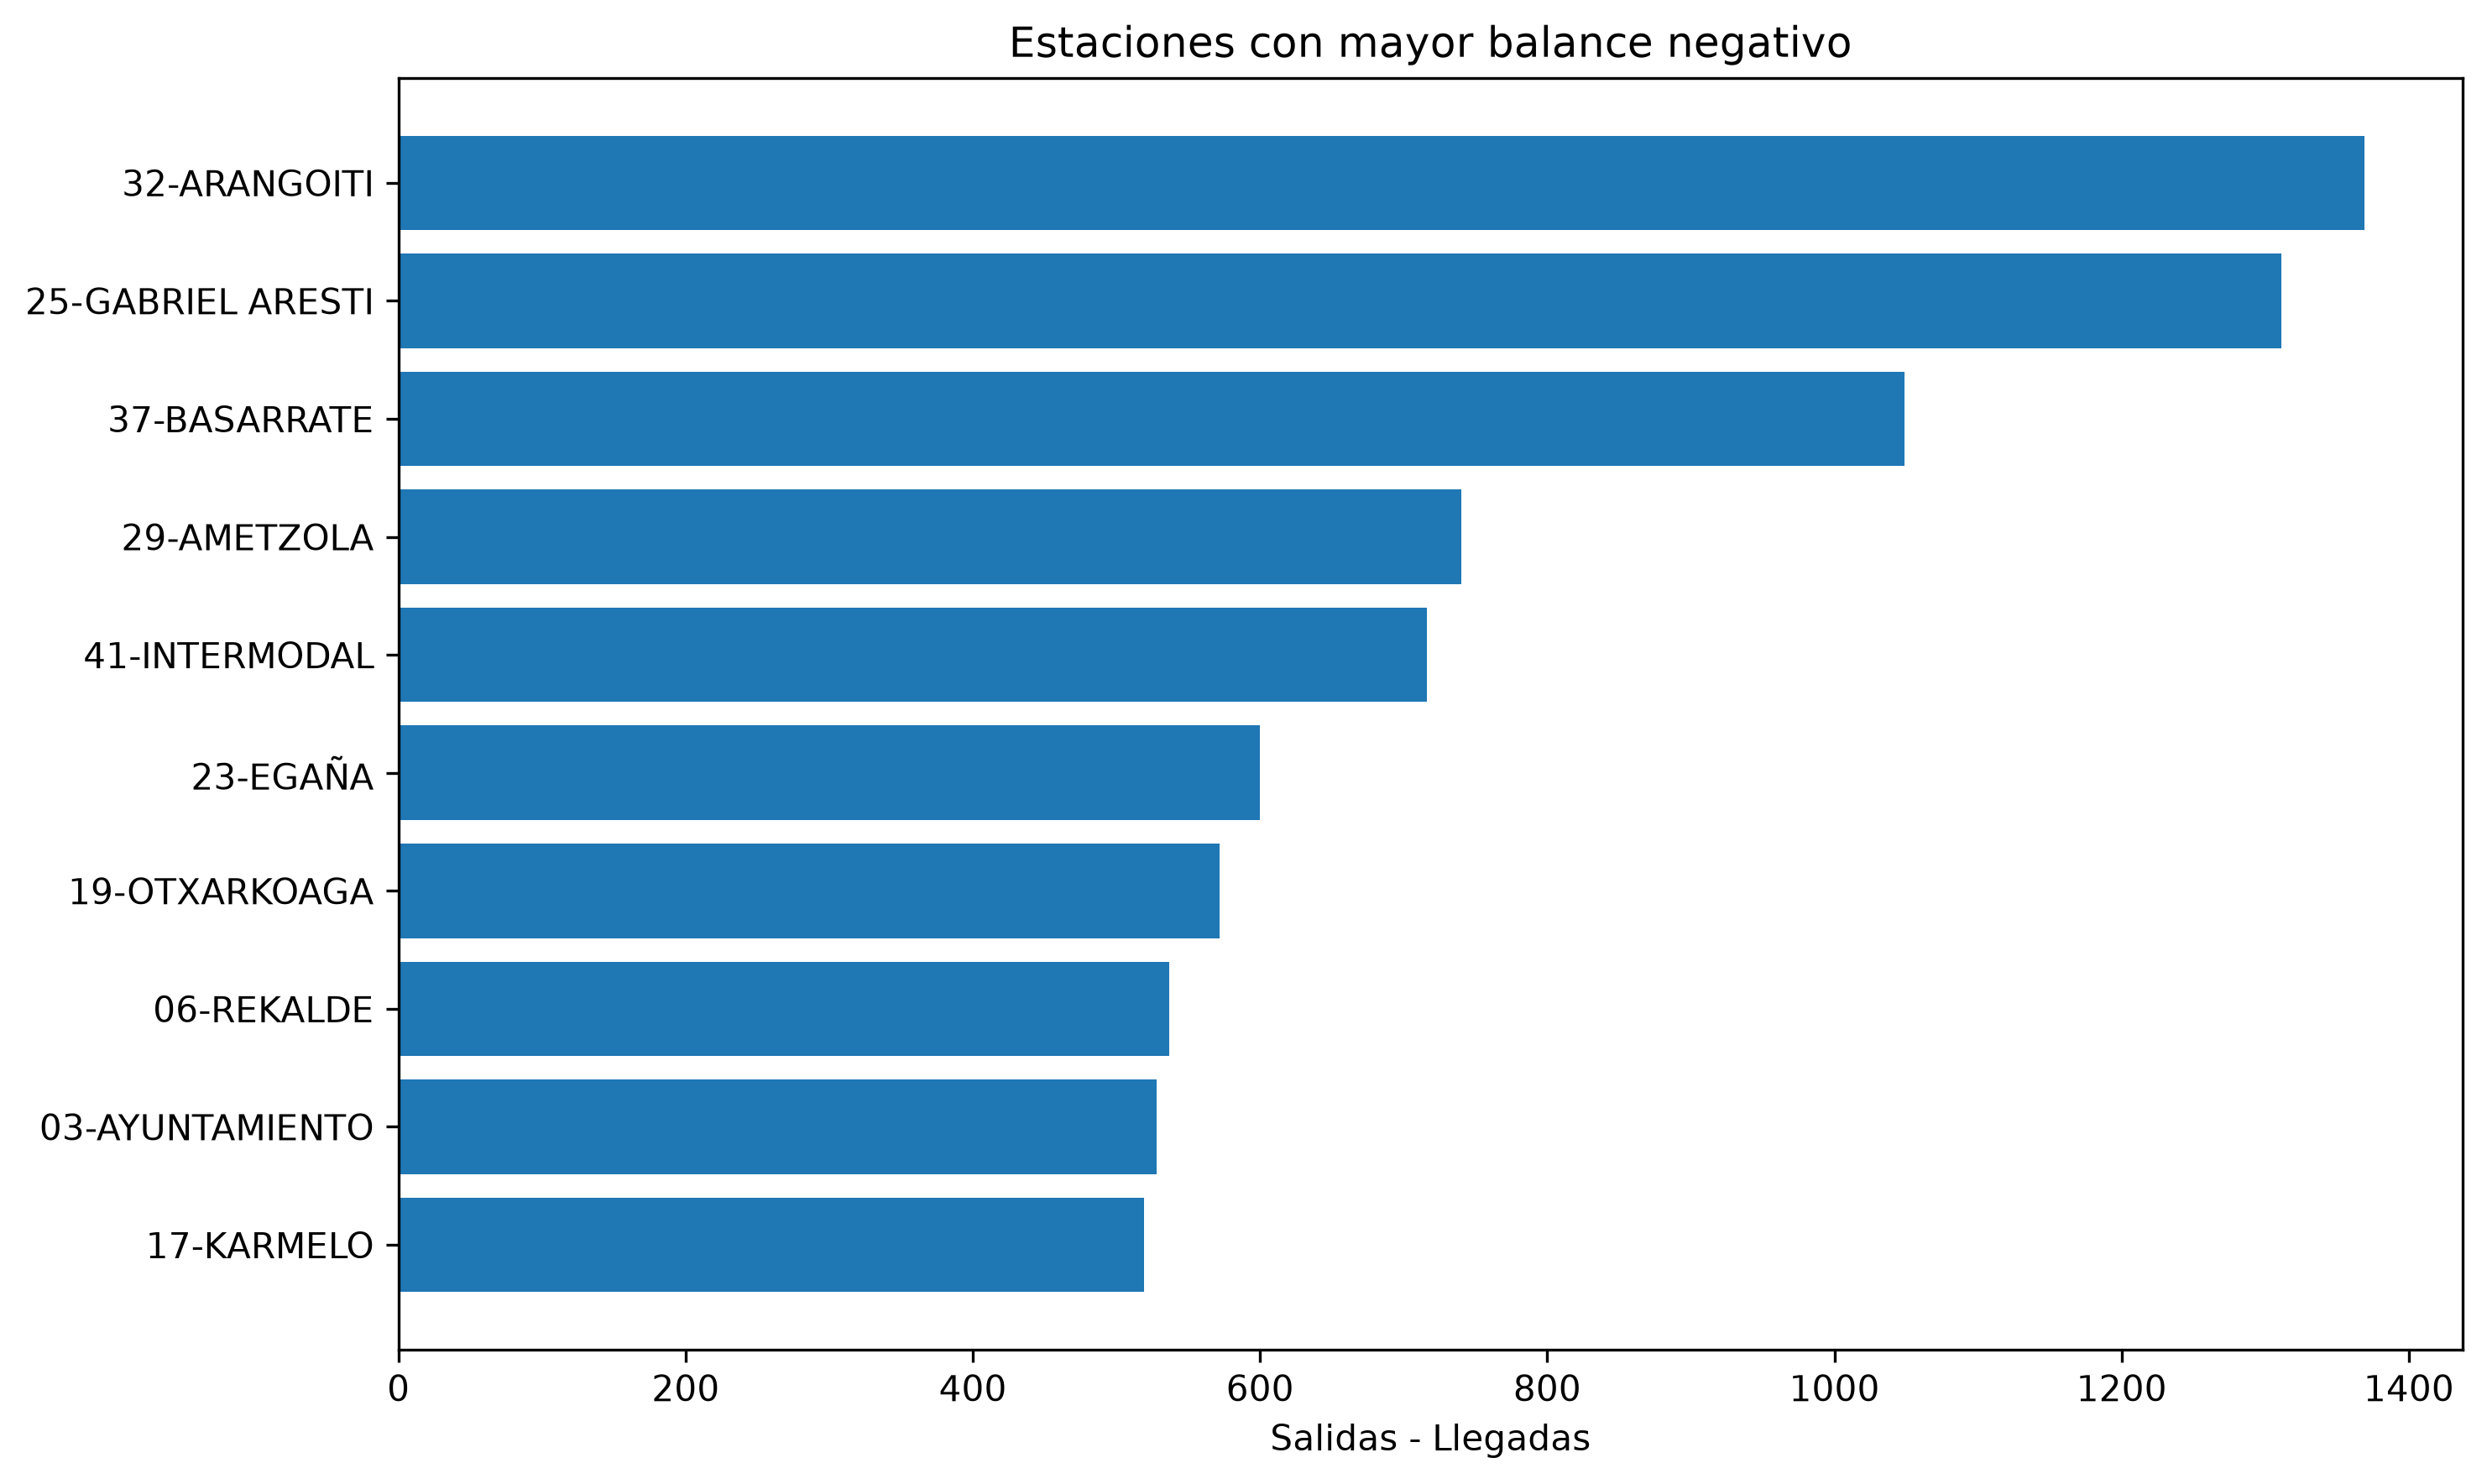 Estaciones con mayor balance negativo
32-ARANGOITI
25-GABRIEL ARESTI
37-BASARRATE
29-AMETZOLA
41-INTERMODAL
23-EGAÑA
19-OTXARKOAGA
06-REKALDE
03-AYUNTAMIENTO
17-KARMELO
0 200 400 600 800 1000 1200 1400
Salidas - Llegadas